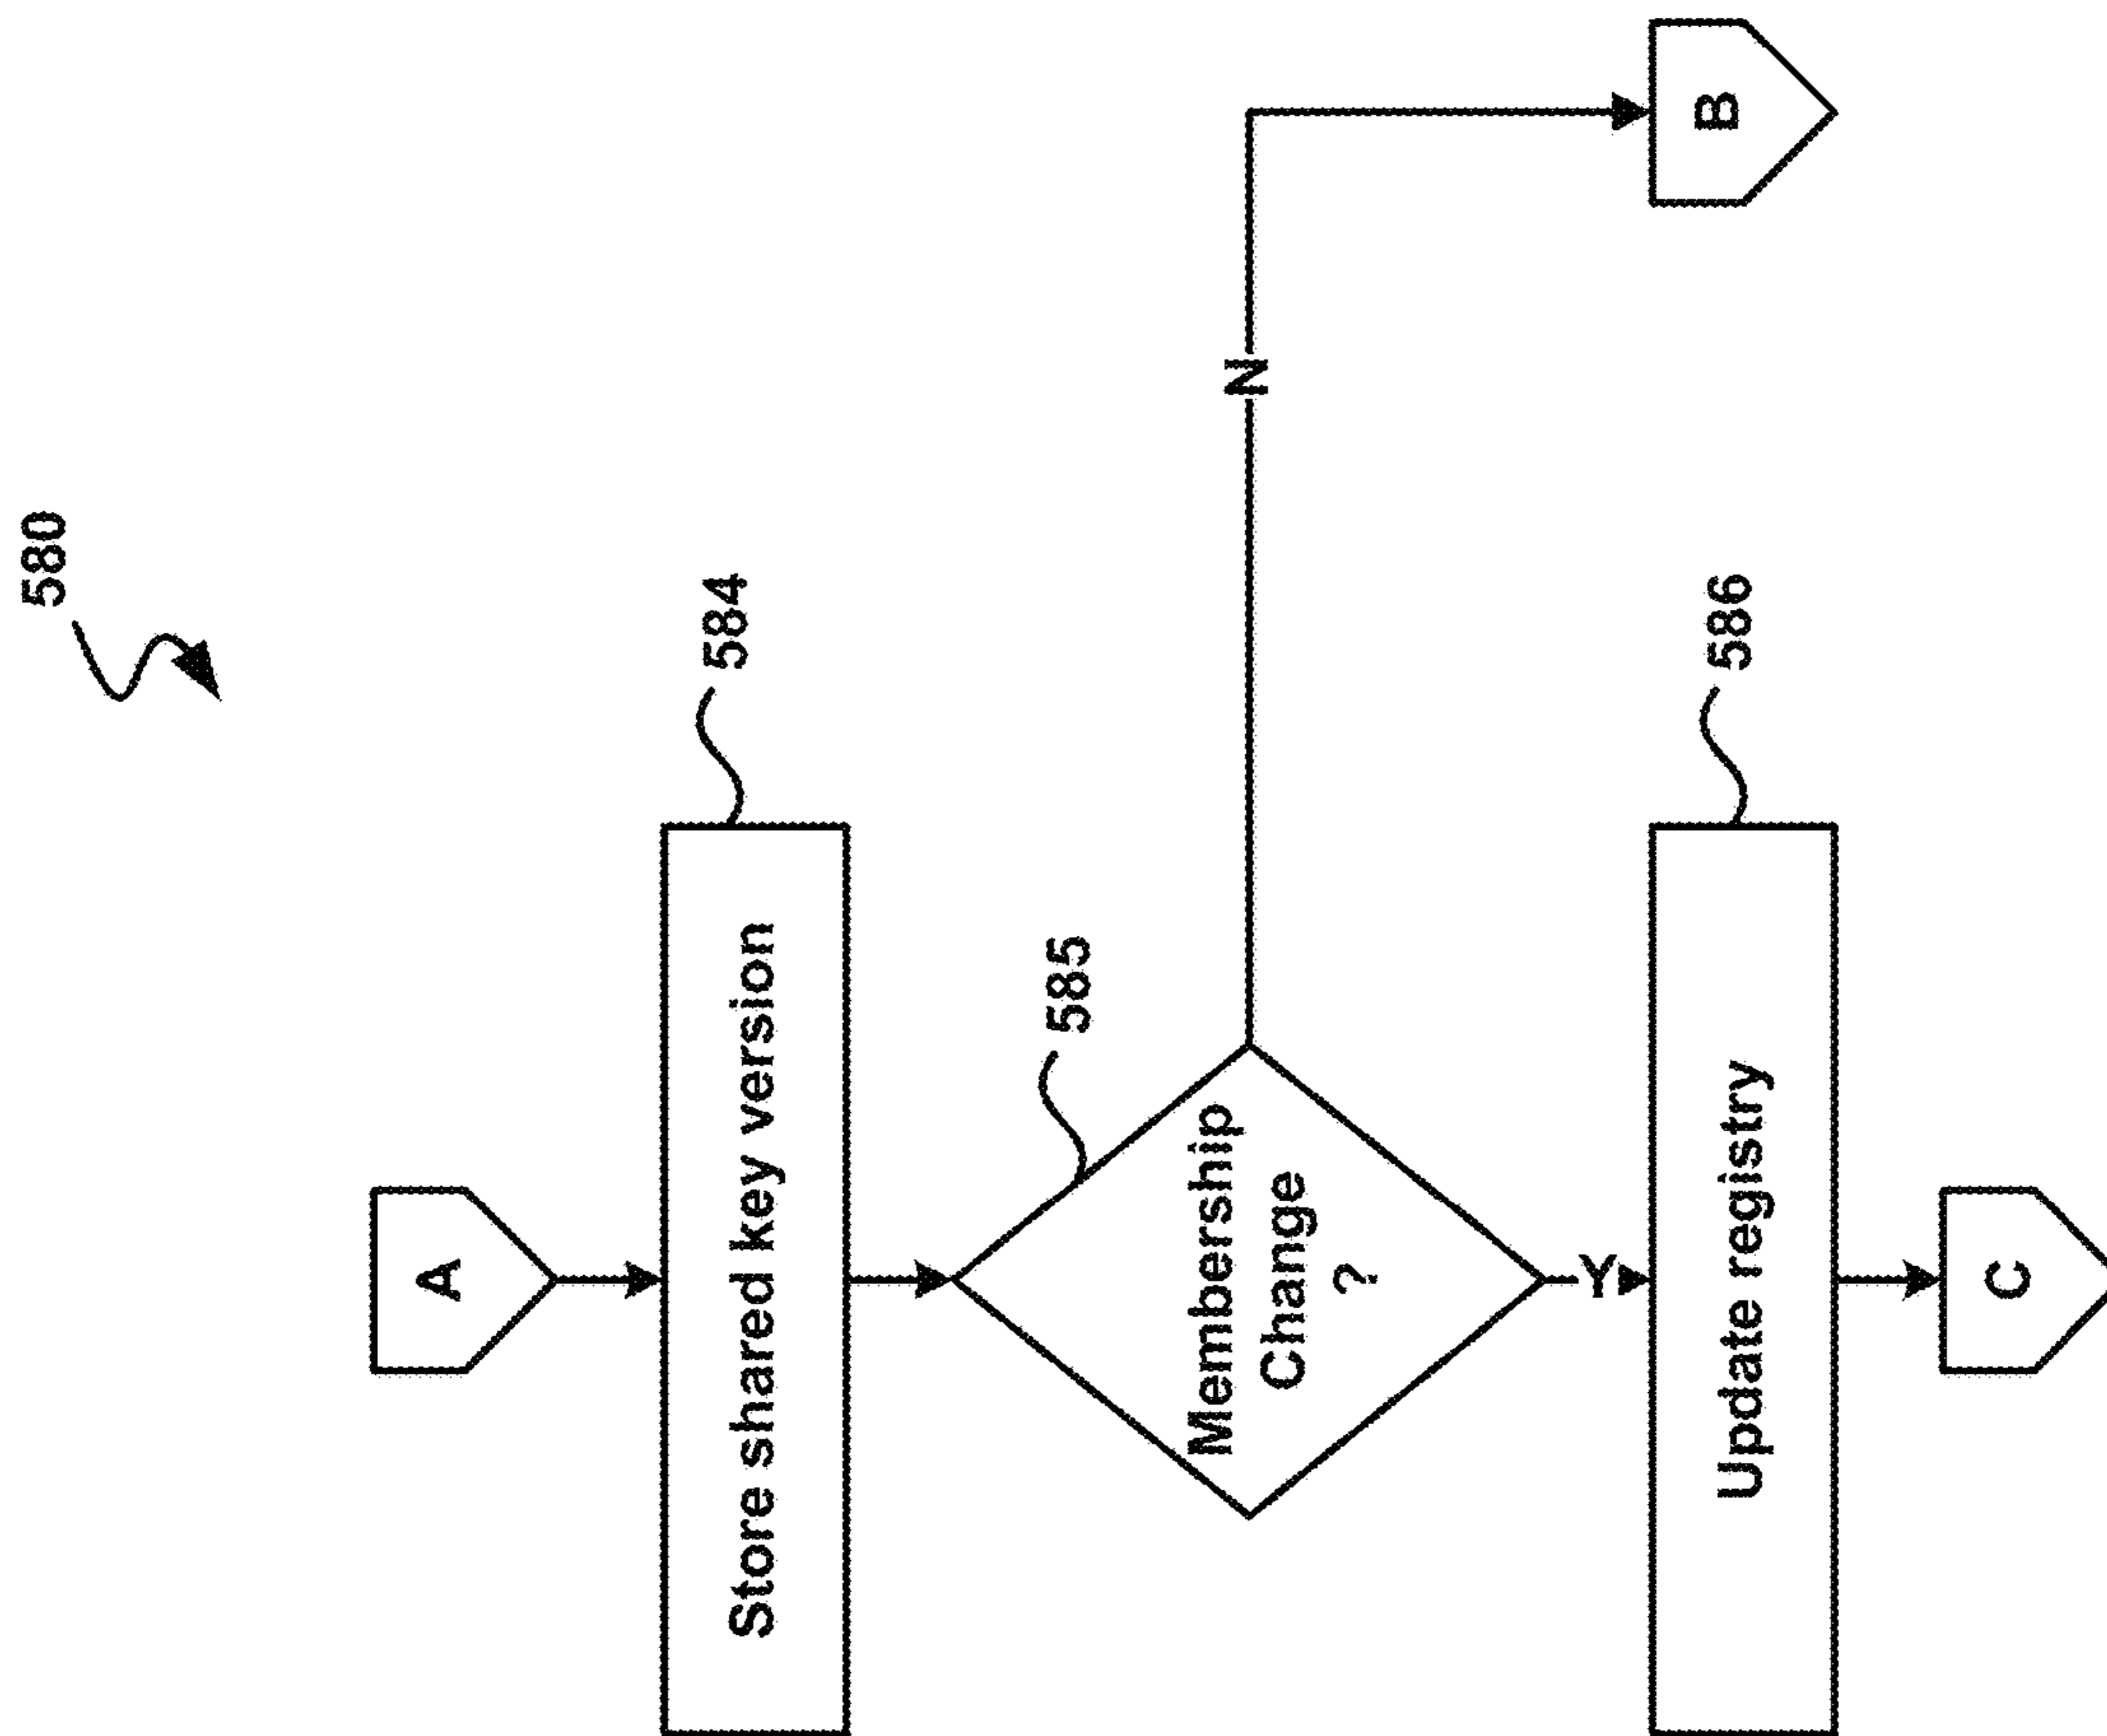 580
A
Store shared key version
584
585
Membership
Change
?
N
Y
Update registry
586
B
C